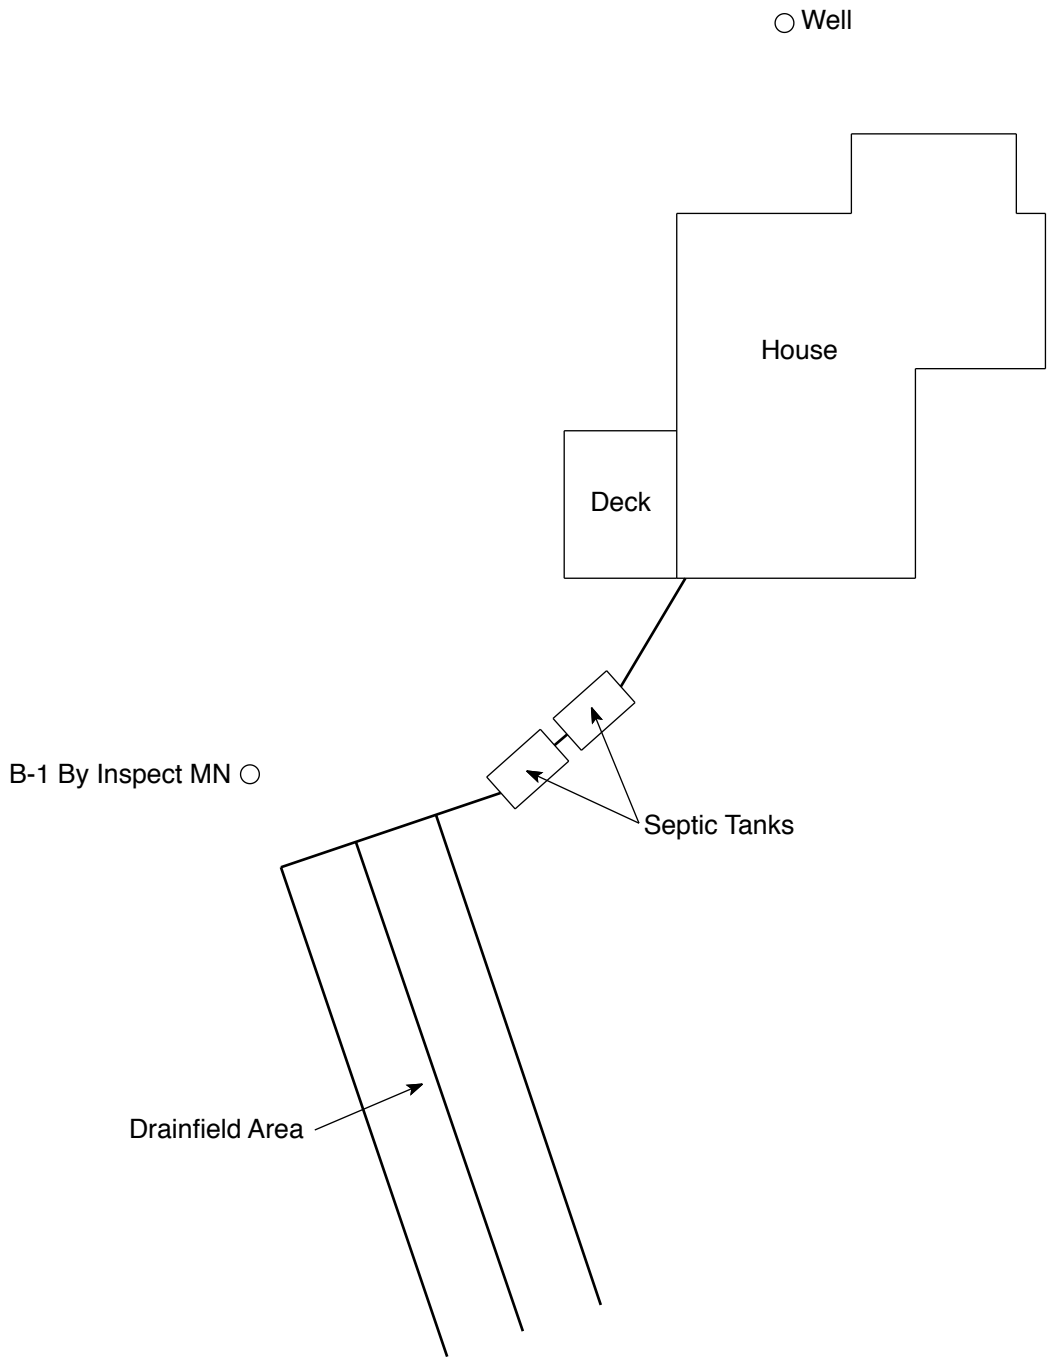 Well
House
Deck
B-1 By Inspect MN
Septic Tanks
Drainfield Area